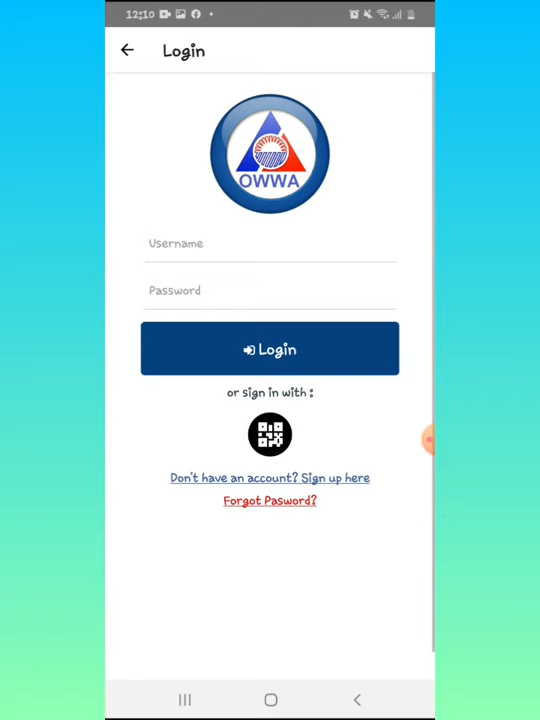 12:10
Login
OWWA
Username
Password
Login
or sign in with :
Don't have an account? Sign up here
Forgot Pasword?